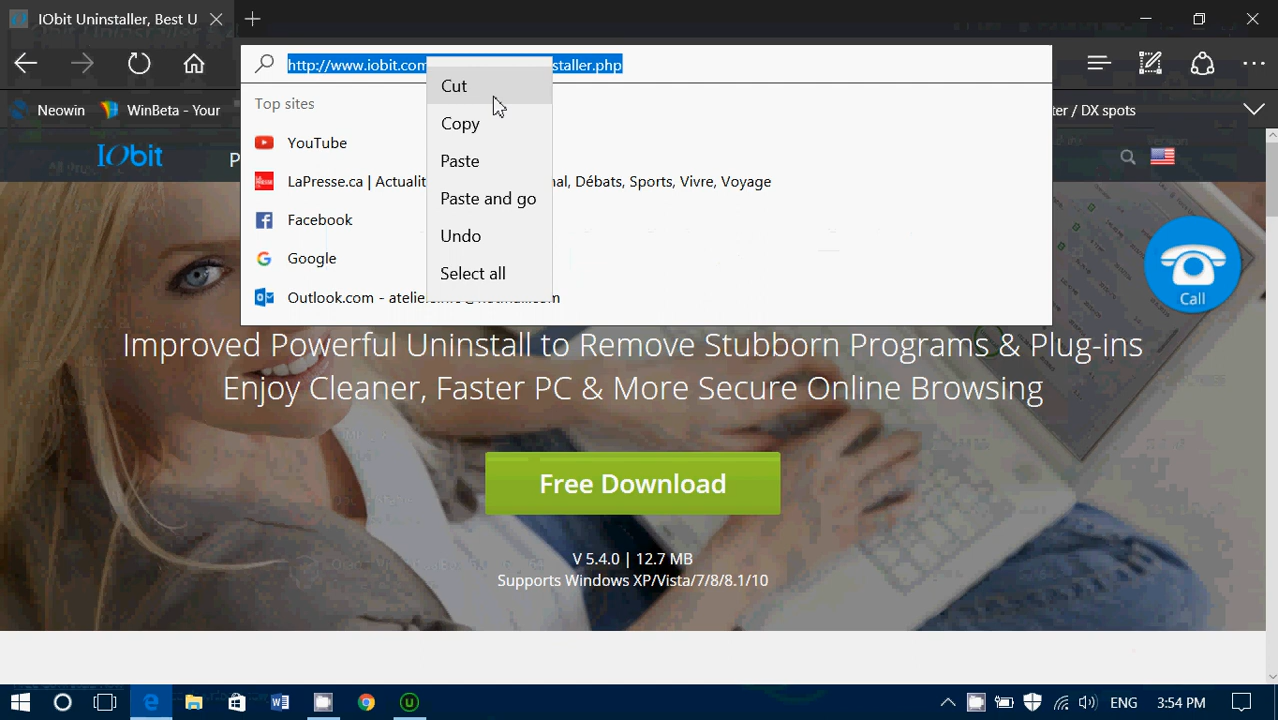 IObit Uninstaller, Best U
http://www.iobit.com
staller.php
Neowin
WinBeta - Your
ter / DX spots
Top sites
YouTube
LaPresse.ca | Actualit
al, Débats, Sports, Vivre, Voyage
Facebook
Google
Outlook.com - atelier
Cut
Copy
Paste
Paste and go
Undo
Select all
IObit
P
Call
Improved Powerful Uninstall to Remove Stubborn Programs & Plug-ins
Enjoy Cleaner, Faster PC & More Secure Online Browsing
Free Download
V 5.4.0 | 12.7 MB
Supports Windows XP/Vista/7/8/8.1/10
ENG
3:54 PM